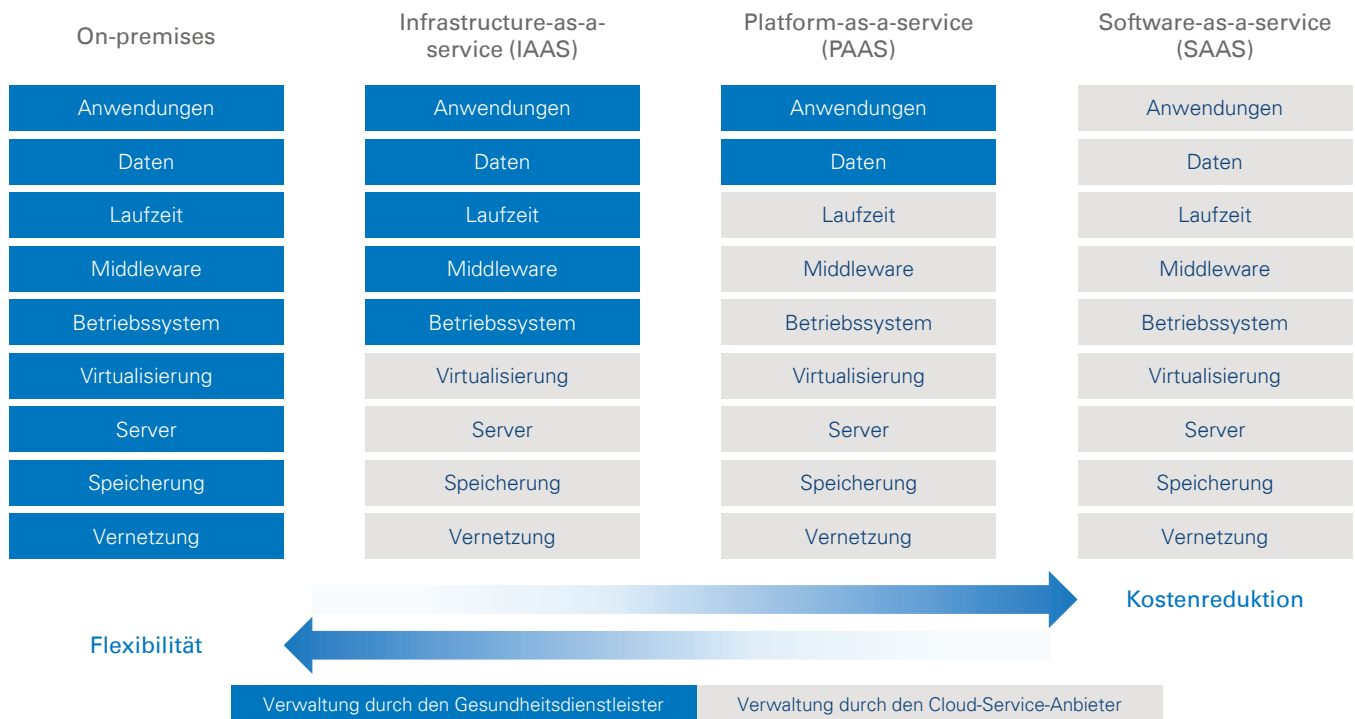 On-premises
Infrastructure-as-a-
service (IAAS)
Platform-as-a-service
(PAAS)
Software-as-a-service
(SAAS)
Anwendungen
Anwendungen
Anwendungen
Anwendungen
Daten
Daten
Daten
Daten
Laufzeit
Laufzeit
Laufzeit
Laufzeit
Middleware
Middleware
Middleware
Middleware
Betriebssystem
Betriebssystem
Betriebssystem
Betriebssystem
Virtualisierung
Virtualisierung
Virtualisierung
Virtualisierung
Server
Server
Server
Server
Speicherung
Speicherung
Speicherung
Speicherung
Vernetzung
Vernetzung
Vernetzung
Vernetzung
Kostenreduktion
Flexibilität
Verwaltung durch den Gesundheitsdienstleister
Verwaltung durch den Cloud-Service-Anbieter